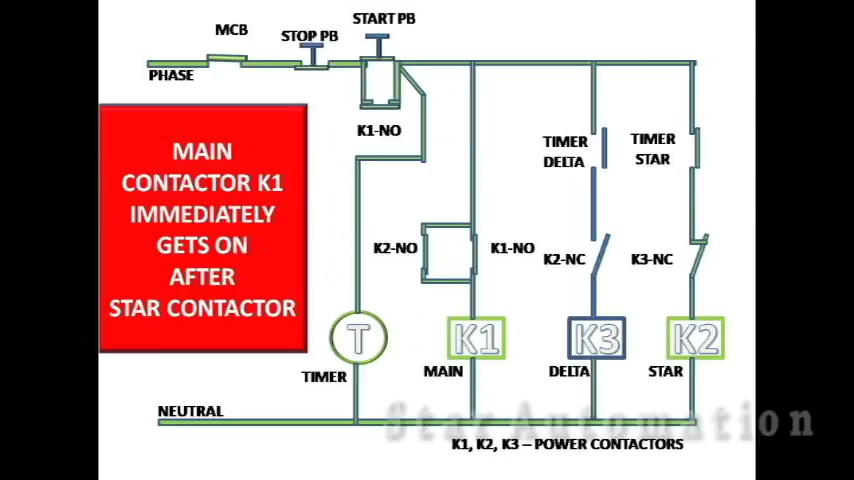 START PB
MCB
STOP PB
PHASE
K1-NO
MAIN
CONTACTOR K1
IMMEDIATELY
GETS ON
AFTER
STAR CONTACTOR
TIMER
DELTA
TIMER
STAR
K2-NO
K1-NO
K2-NC
K3-NC
T
K1
K3
K2
TIMER
MAIN
DELTA
STAR
NEUTRAL
Star Automation
K1, K2, K3 – POWER CONTACTORS